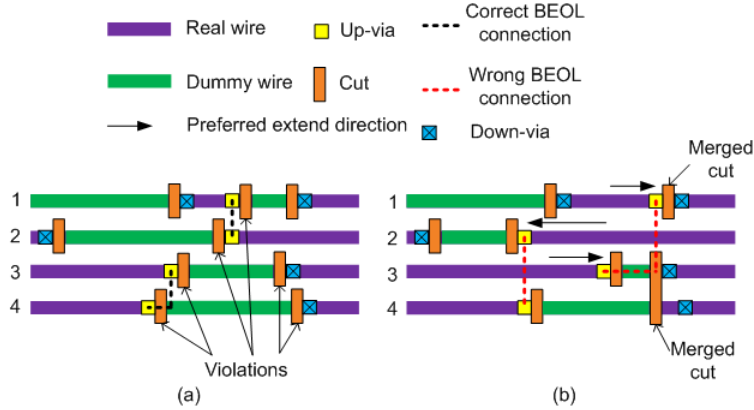 Real wire
Up-via
Correct BEOL
connection
Dummy wire
Cut
Wrong BEOL
connection
Preferred extend direction
Down-via
Merged
cut
1
2
3
4
Violations
(a)
1
2
3
4
Merged
cut
(b)